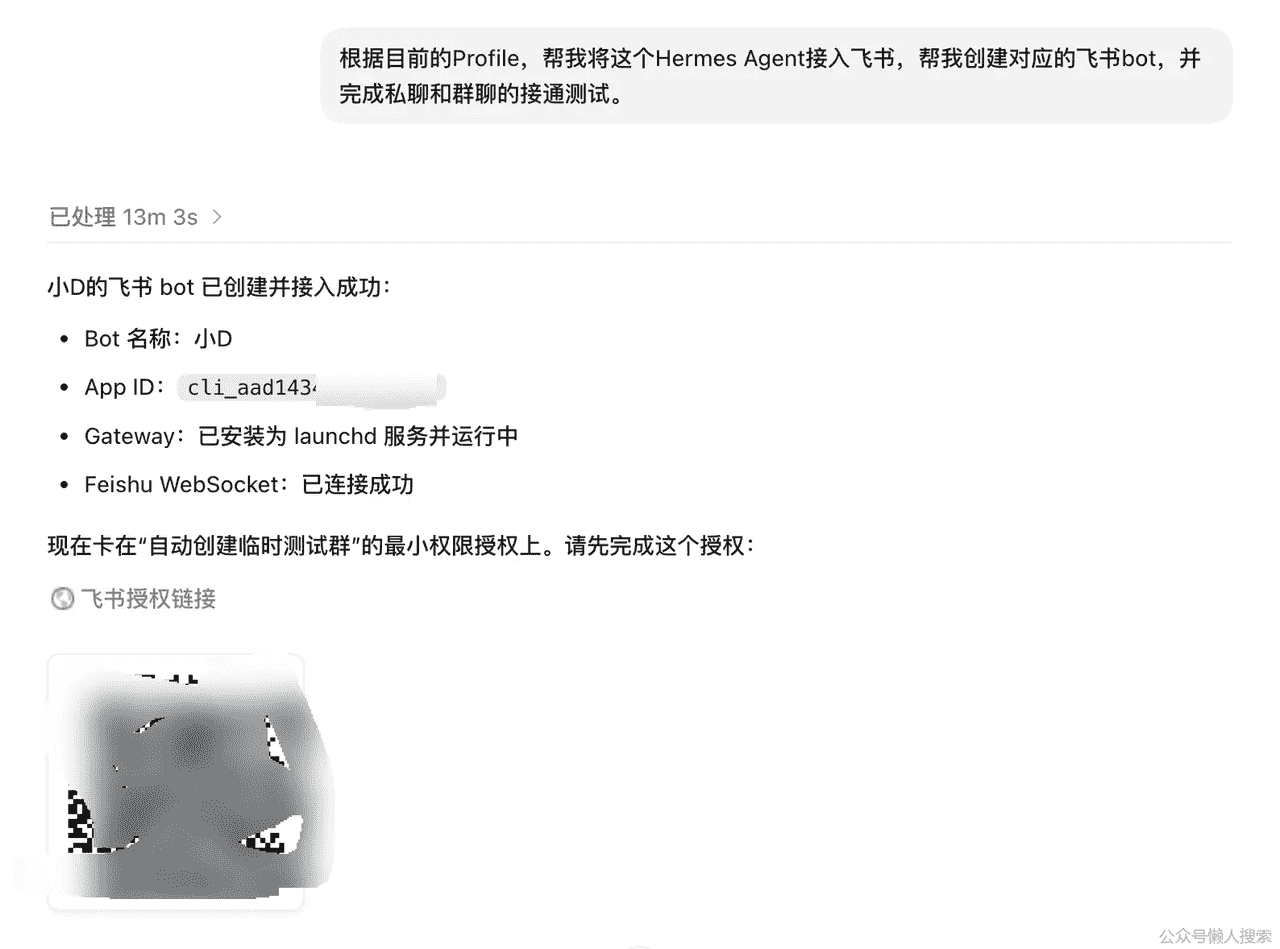 根据目前的Profile，帮我将这个Hermes Agent接入飞书，帮我创建对应的飞书bot，并
完成私聊和群聊的接通测试。
已处理 13m 3s
小D的飞书 bot 已创建并接入成功：
Bot 名称：小D
App ID： cli_aad143
Gateway：已安装为 launchd 服务并运行中
Feishu WebSocket：已连接成功
现在卡在“自动创建临时测试群”的最小权限授权上。请先完成这个授权：
飞书授权链接
公众号懒人搜索